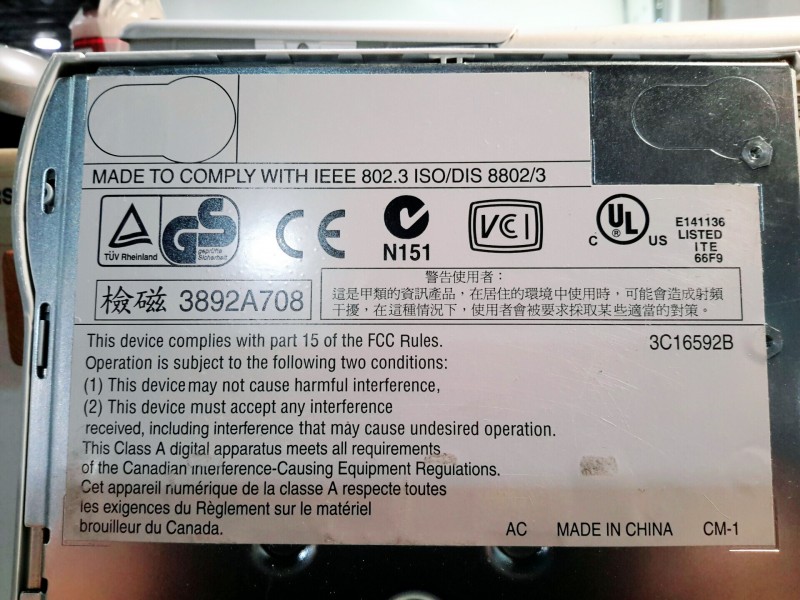 MADE TO COMPLY WITH IEEE 802.3 ISO/DIS 8802/3
TÜV Rheinland
GS
geprüfte
Sicherheit
CE
N151
VCI
C UL ® US
E141136
LISTED
ITE
66F9
檢磁 3892A708
警告使用者：
這是甲類的資訊產品，在居住的環境中使用時，可能會造成射頻
干擾，在這種情況下，使用者會被要求採取某些適當的對策。
This device complies with part 15 of the FCC Rules.
Operation is subject to the following two conditions:
(1) This device may not cause harmful interference,
(2) This device must accept any interference
received, including interference that may cause undesired operation.
This Class A digital apparatus meets all requirements
of the Canadian Interference-Causing Equipment Regulations.
Cet appareil numérique de la classe A respecte toutes
les exigences du Règlement sur le matériel
brouilleur du Canada.
3C16592B
AC MADE IN CHINA CM-1